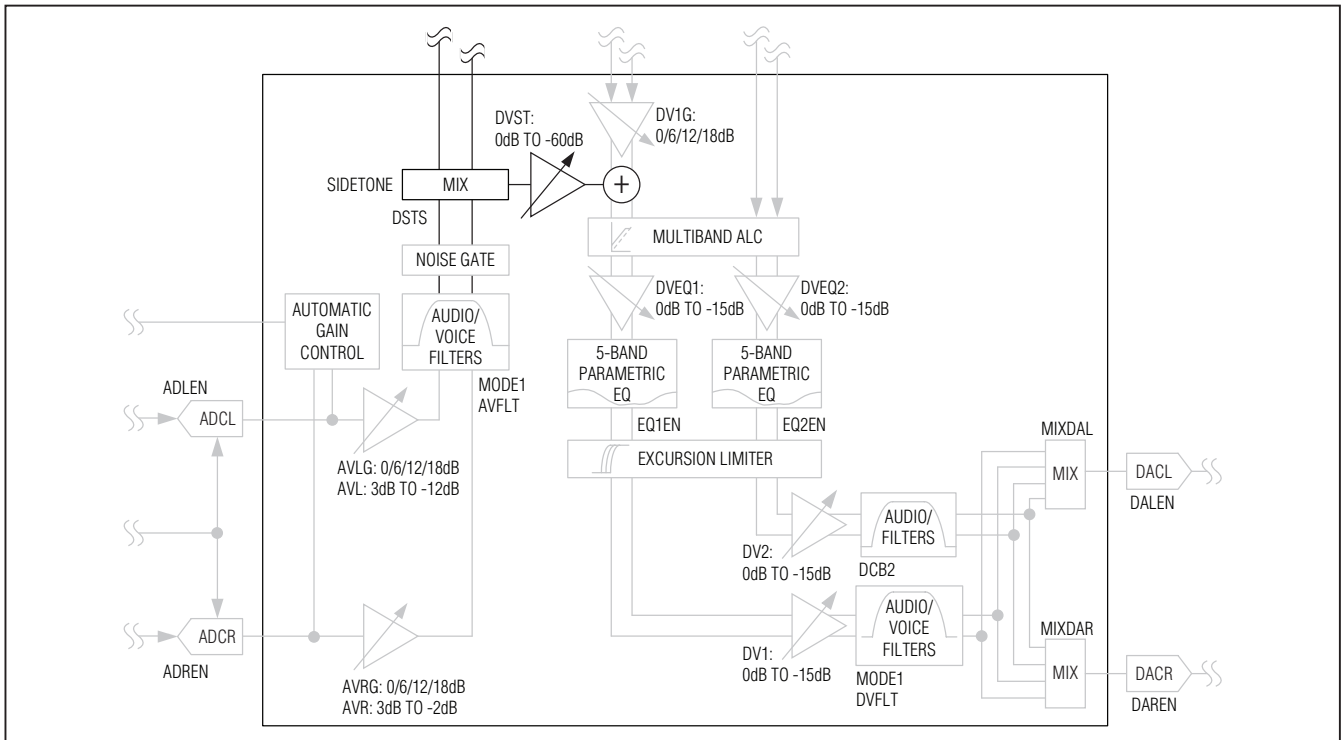 DVST:
0dB TO -60dB
DV1G:
0/6/12/18dB
SIDETONE
MIX
+
DSTS
MULTIBAND ALC
NOISE GATE
DVEQ1:
0dB TO -15dB
DVEQ2:
0dB TO -15dB
AUTOMATIC
GAIN
CONTROL
AUDIO/
VOICE
FILTERS
5-BAND
PARAMETRIC
EQ
5-BAND
PARAMETRIC
EQ
MODE1
AVFLT
ADLEN
ADCL
EQ1EN
EQ2EN
EXCURSION LIMITER
AVLG: 0/6/12/18dB
AVL: 3dB TO -12dB
MIXDAL
MIX
DACL
DALEN
AUDIO/
FILTERS
DV2:
0dB TO -15dB
DCB2
AUDIO/
VOICE
FILTERS
DV1:
0dB TO -15dB
MODE1
DVFLT
ADCR
ADREN
AVRG: 0/6/12/18dB
AVR: 3dB TO -2dB
MIXDAR
MIX
DACR
DAREN